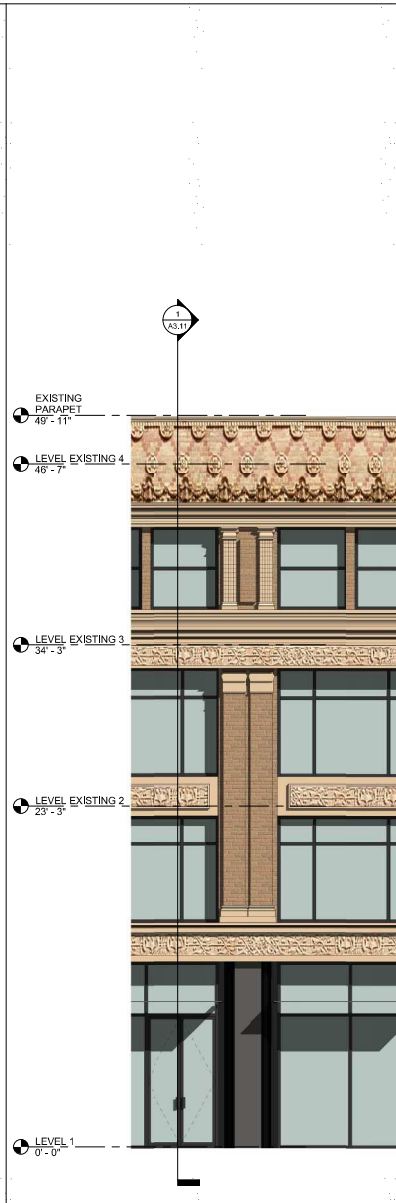 1
A3.11
EXISTING
PARAPET
49' - 11"
LEVEL EXISTING 4
46' - 7"
LEVEL EXISTING 3
34' - 3"
LEVEL EXISTING 2
23' - 3"
LEVEL 1
0' - 0"